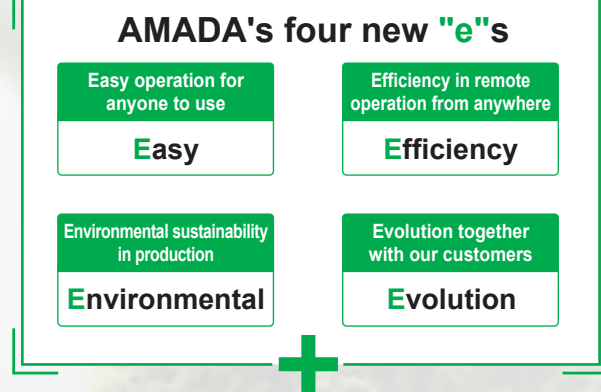 AMADA's four new "e"s
Easy operation for
anyone to use
Easy
Efficiency in remote
operation from anywhere
Efficiency
Environmental sustainability
in production
Environmental
Evolution together
with our customers
Evolution